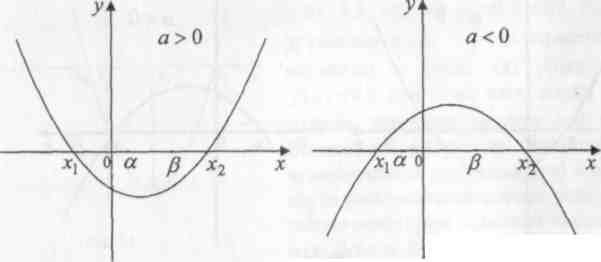 y
a > 0
x₁ 0 α β x₂ x
y
a < 0
x₁ α 0 β x₂ x